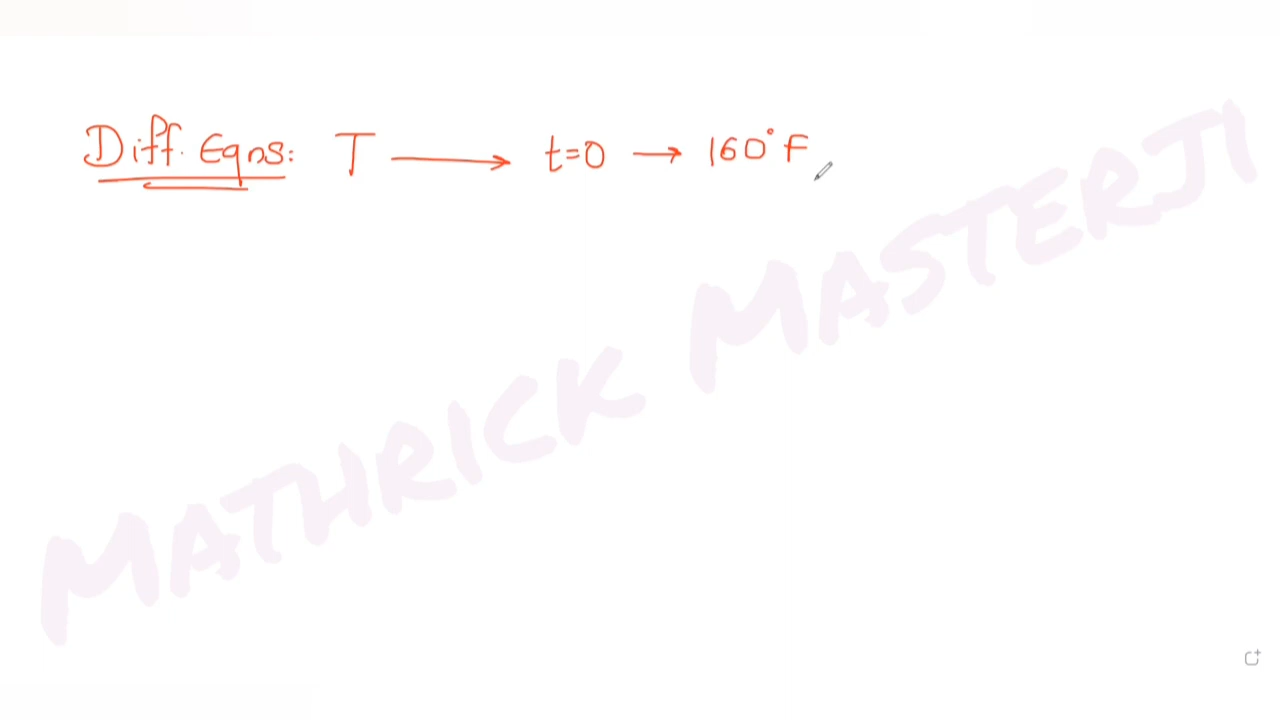 Diff. Eqns: T ⟶ t=0 → 160°F
MATHRICK MASTERJI